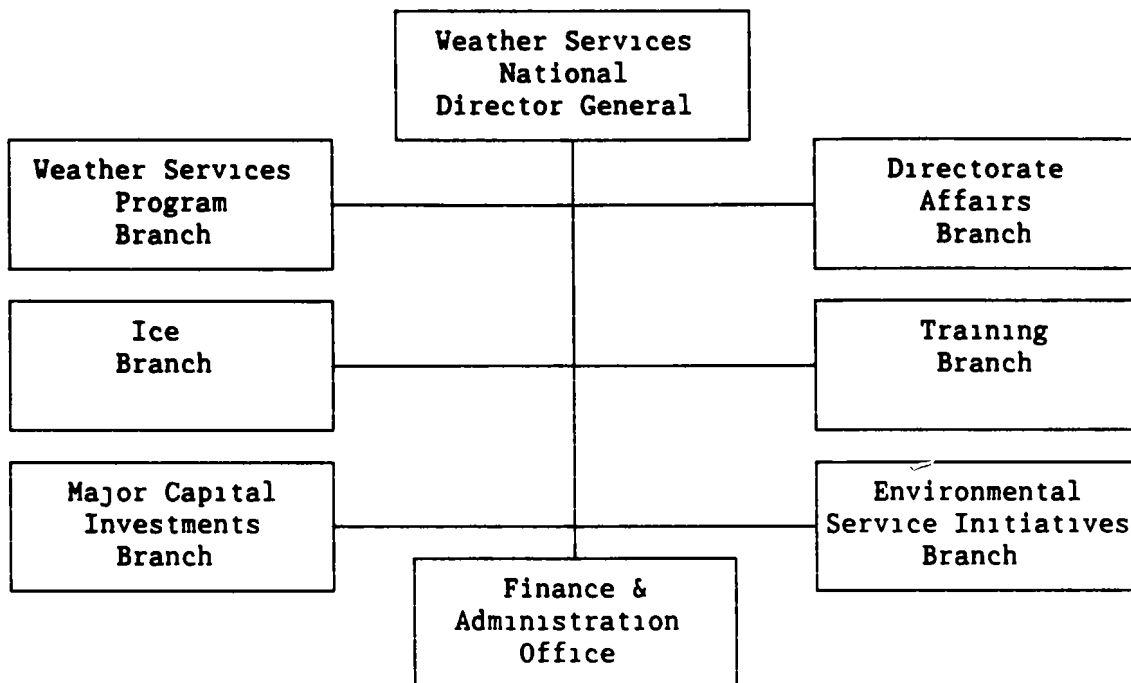 Weather Services
National
Director General
Weather Services
Program
Branch
Directorate
Affairs
Branch
Ice
Branch
Training
Branch
Major Capital
Investments
Branch
Environmental
Service Initiatives
Branch
Finance &
Administration
Office